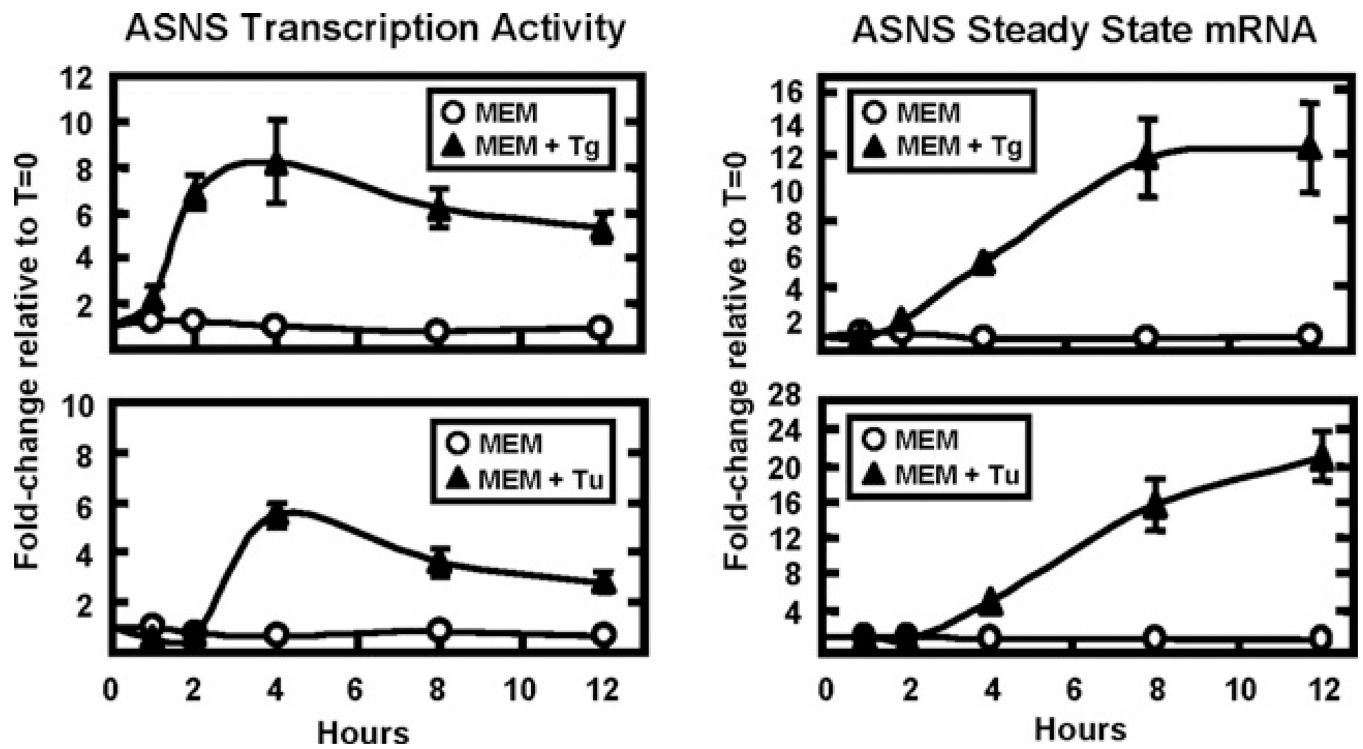 ASNS Transcription Activity
ASNS Steady State mRNA
Fold-change relative to T=0
12
10
8
6
4
2
MEM
MEM + Tg
10
8
6
4
2
MEM
MEM + Tu
0 2 4 6 8 10 12
Hours
Fold-change relative to T=0
16
14
12
10
8
6
4
2
MEM
MEM + Tg
28
24
20
16
12
8
4
MEM
MEM + Tu
0 2 4 6 8 10 12
Hours